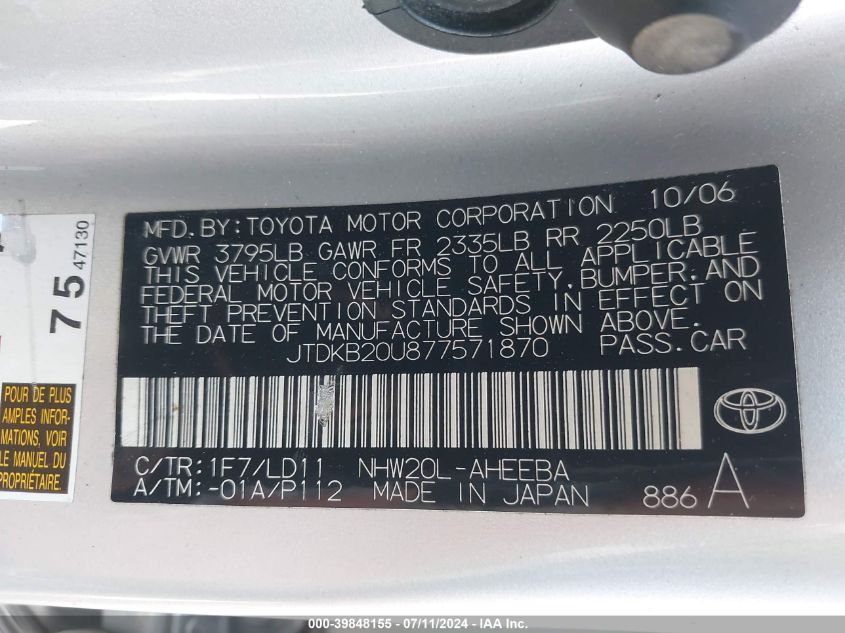 MFD. BY: TOYOTA MOTOR CORPORATION 10/06
GVWR 3795LB GAWR FR 2335LB RR 2250LB
THIS VEHICLE CONFORMS TO ALL APPLICABLE
FEDERAL MOTOR VEHICLE SAFETY, BUMPER, AND
THEFT PREVENTION STANDARDS IN EFFECT ON
THE DATE OF MANUFACTURE SHOWN ABOVE.
JTDKB20U877571870 PASS. CAR
C/TR: 1F7/LD11 NHW20L-AHEEBA
A/TM: -01A/P112 MADE IN JAPAN 886 A
75
47130
POUR DE PLUS
AMPLES INFOR-
MATIONS, VOIR
LE MANUEL DU
PROPIÉTAIRE.
000-39848155 - 07/11/2024 - IAA Inc.